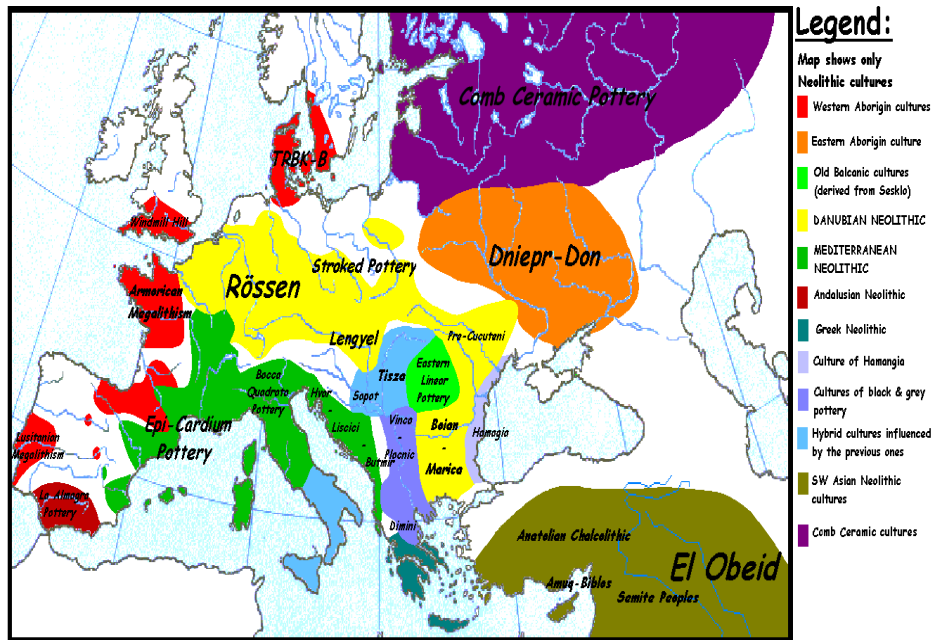 Legend:
Map shows only
Neolithic cultures
Western Aborigin cultures
Eastern Aborigin culture
Old Balcanic cultures
(derived from Sesklo)
DANUBIAN NEOLITHIC
MEDITERRANEAN
NEOLITHIC
Andalusian Neolithic
Greek Neolithic
Culture of Hamangia
Cultures of black & grey
pottery
Hybrid cultures influenced
by the previous ones
SW Asian Neolithic
cultures
Comb Ceramic cultures
Comb Ceramic Pottery
TRBK-B
Windmill Hill
Dniepr-Don
Stroked Pottery
Rössen
Armorican
Megalithism
Lengyel
Pre-Cucuteni
Tisza
Eastern
Linear
Pottery
Sopot
Bocca
Quadrata
Pottery
Hvar
-
Lisicici
-
Butmir
Vinca
-
Plocnic
Boian
-
Marica
Hamagia
Epi-Cardium
Pottery
Lusitanian
Megalithism
La Almagra
Pottery
Dimini
Anatolian Chalcolithic
El Obeid
Amuq-Biblos
Semite Peoples